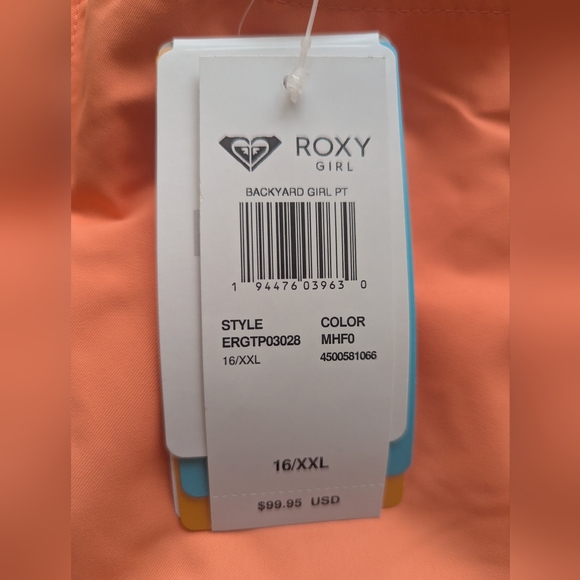 ROXY
GIRL
BACKYARD GIRL PT
1 94476 03963 0
STYLE COLOR
ERGTP03028 MHF0
16/XXL 4500581066
16/XXL
$99.95 USD